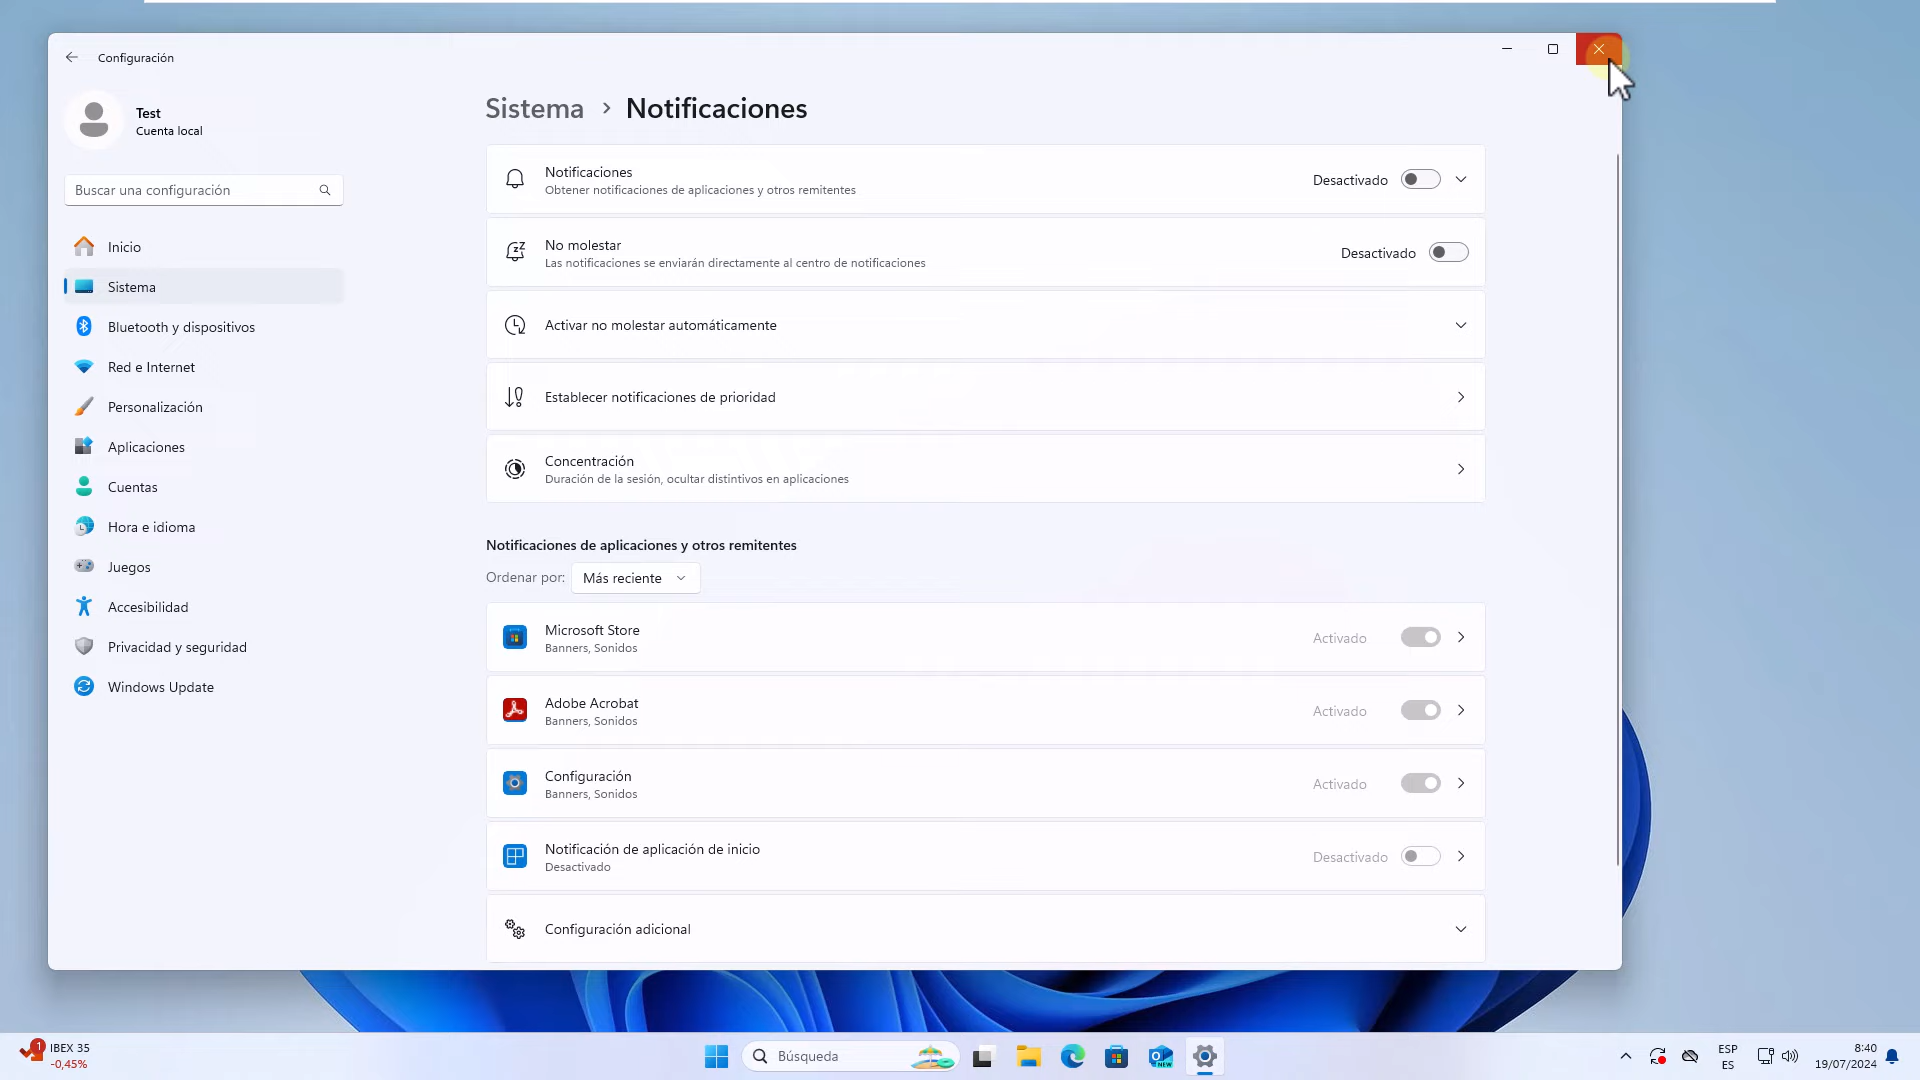 Configuración
Test
Cuenta local
Buscar una configuración
Inicio
Sistema
Bluetooth y dispositivos
Red e Internet
Personalización
Aplicaciones
Cuentas
Hora e idioma
Juegos
Accesibilidad
Privacidad y seguridad
Windows Update
Sistema > Notificaciones
Notificaciones
Obtener notificaciones de aplicaciones y otros remitentes
Desactivado
No molestar
Las notificaciones se enviarán directamente al centro de notificaciones
Desactivado
Activar no molestar automáticamente
Establecer notificaciones de prioridad
Concentración
Duración de la sesión, ocultar distintivos en aplicaciones
Notificaciones de aplicaciones y otros remitentes
Ordenar por: Más reciente
Microsoft Store
Banners, Sonidos
Activado
Adobe Acrobat
Banners, Sonidos
Activado
Configuración
Banners, Sonidos
Activado
Notificación de aplicación de inicio
Desactivado
Desactivado
Configuración adicional
1
IBEX 35
-0,45%
Búsqueda
NEW
ESP
ES
8:40
19/07/2024